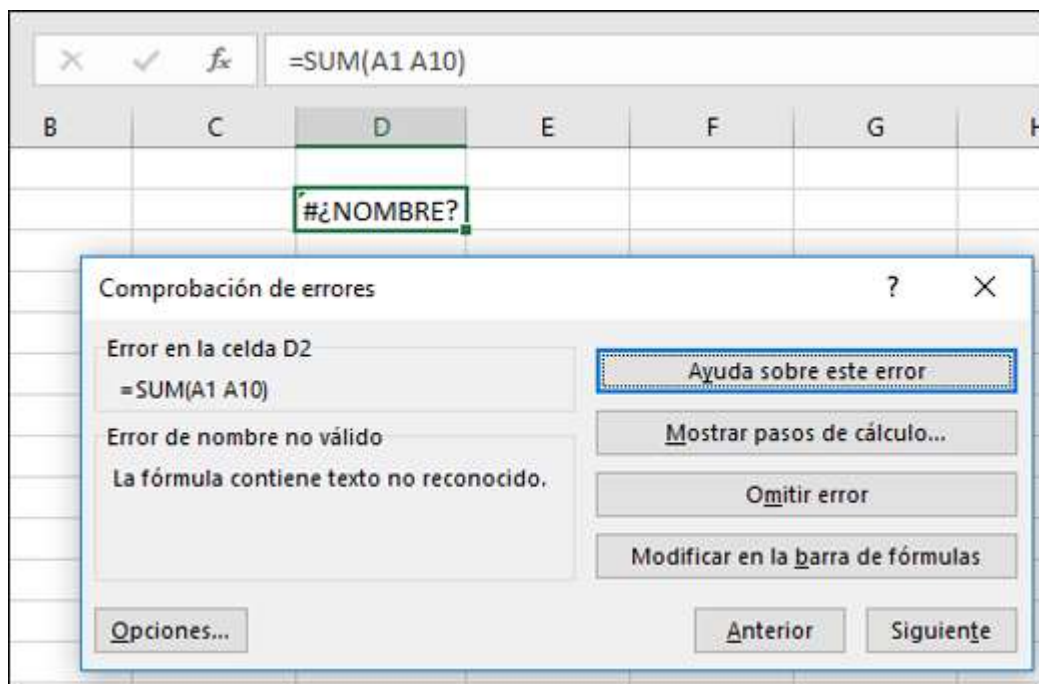 fx =SUM(A1 A10)
B C D E F G H
#¿NOMBRE?
Comprobación de errores ?
Error en la celda D2
=SUM(A1 A10)
Ayuda sobre este error
Error de nombre no válido
Mostrar pasos de cálculo...
La fórmula contiene texto no reconocido.
Omitir error
Modificar en la barra de fórmulas
Opciones... Anterior Siguiente